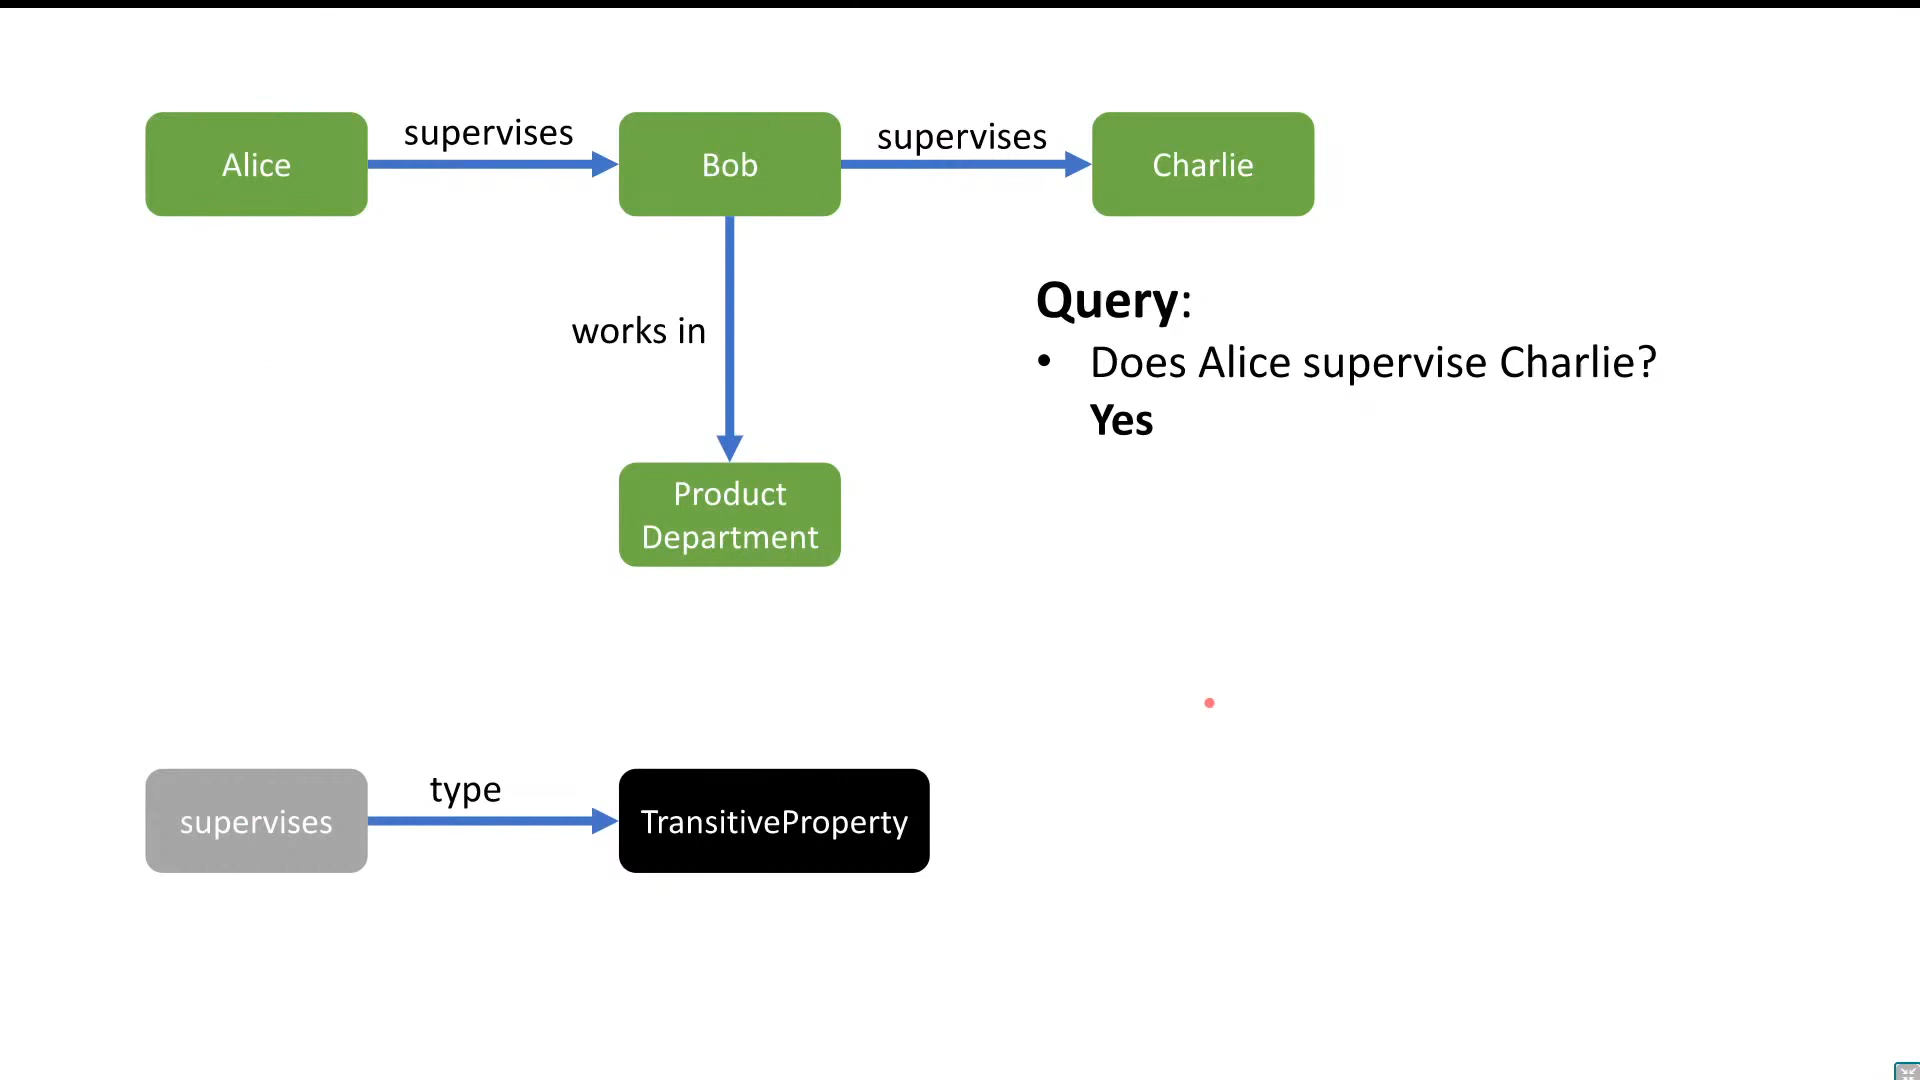 Alice
supervises
Bob
supervises
Charlie
works in
Query:
• Does Alice supervise Charlie?
Yes
Product
Department
supervises
type
TransitiveProperty